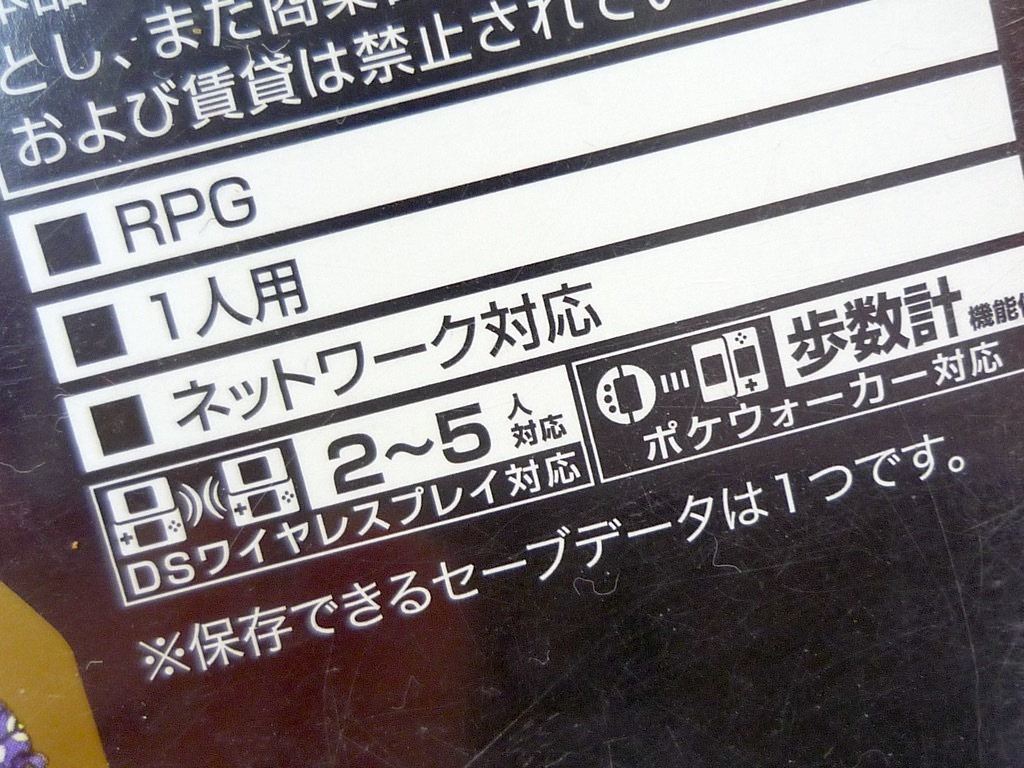 とし、また商業
および賃貸は禁止されてい
■ RPG
■ 1人用
■ ネットワーク対応
2〜5人対応
DSワイヤレスプレイ対応
歩数計機能
ポケウォーカー対応
※保存できるセーブデータは1つです。